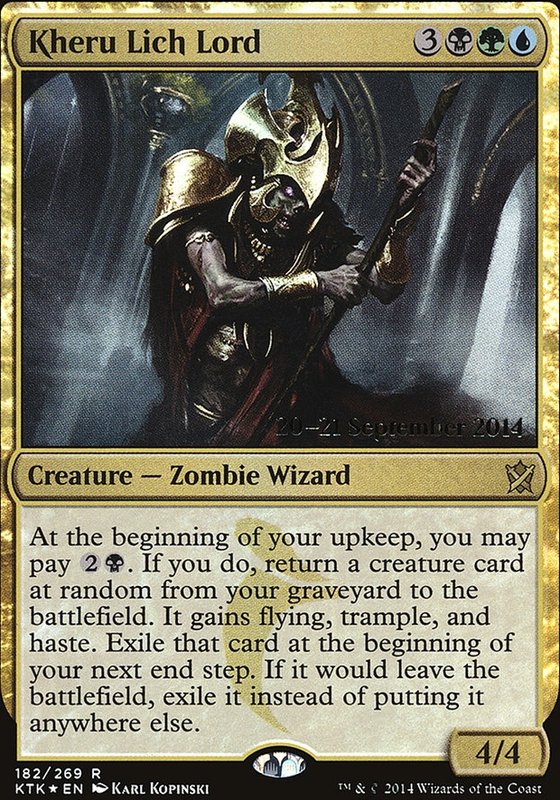 Kheru Lich Lord 3
20–21 September 2014
Creature — Zombie Wizard
At the beginning of your upkeep, you may
pay 2. If you do, return a creature card
at random from your graveyard to the
battlefield. It gains flying, trample, and
haste. Exile that card at the beginning of
your next end step. If it would leave the
battlefield, exile it instead of putting it
anywhere else.
4/4
182/269 R
KTK ★ EN Karl Kopinski
™ & © 2014 Wizards of the Coast